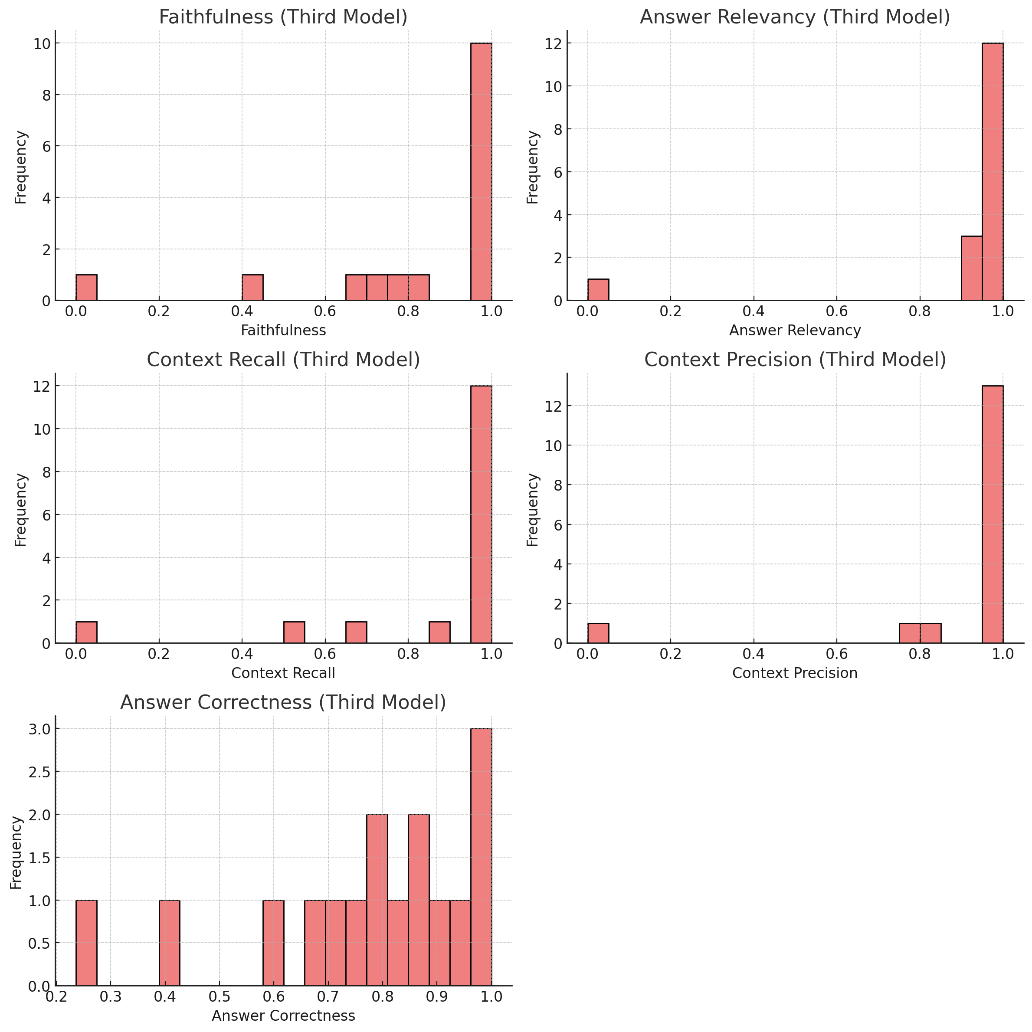 Faithfulness (Third Model)
Frequency
10
8
6
4
2
0
0.0 0.2 0.4 0.6 0.8 1.0
Faithfulness
Answer Relevancy (Third Model)
Frequency
12
10
8
6
4
2
0
0.0 0.2 0.4 0.6 0.8 1.0
Answer Relevancy
Context Recall (Third Model)
Frequency
12
10
8
6
4
2
0
0.0 0.2 0.4 0.6 0.8 1.0
Context Recall
Context Precision (Third Model)
Frequency
12
10
8
6
4
2
0
0.0 0.2 0.4 0.6 0.8 1.0
Context Precision
Answer Correctness (Third Model)
Frequency
3.0
2.5
2.0
1.5
1.0
0.5
0.0
0.2 0.3 0.4 0.5 0.6 0.7 0.8 0.9 1.0
Answer Correctness